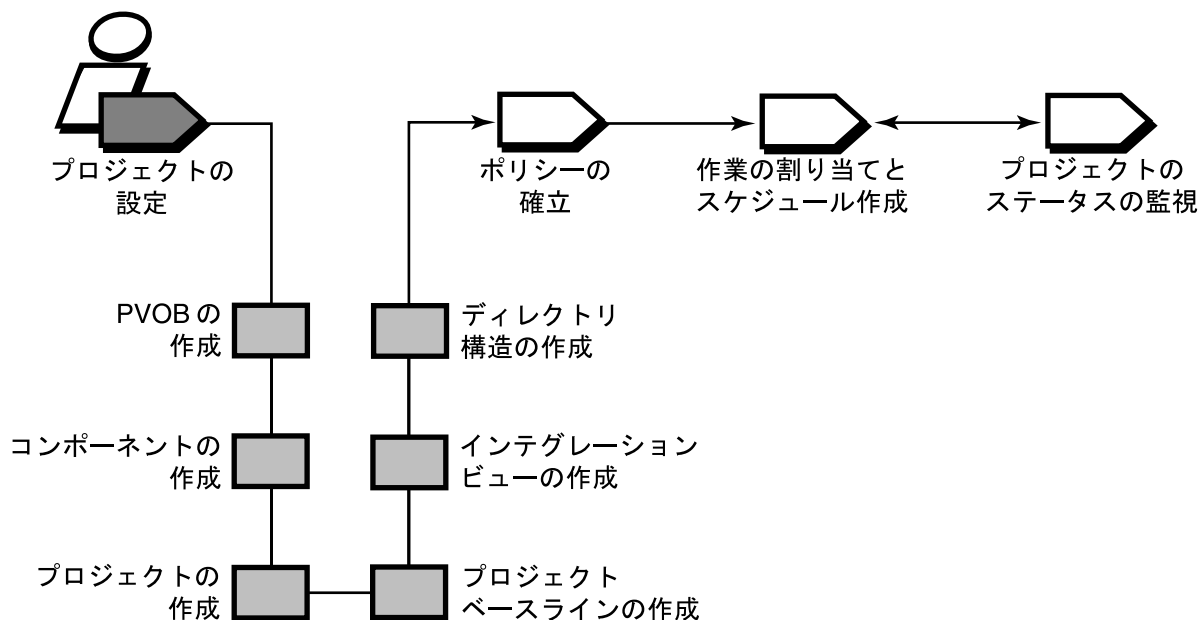 プロジェクトの
設定
ポリシーの
確立
作業の割り当てと
スケジュール作成
プロジェクトの
ステータスの監視
PVOB の
作成
ディレクトリ
構造の作成
コンポーネントの
作成
インテグレーション
ビューの作成
プロジェクトの
作成
プロジェクト
ベースラインの作成